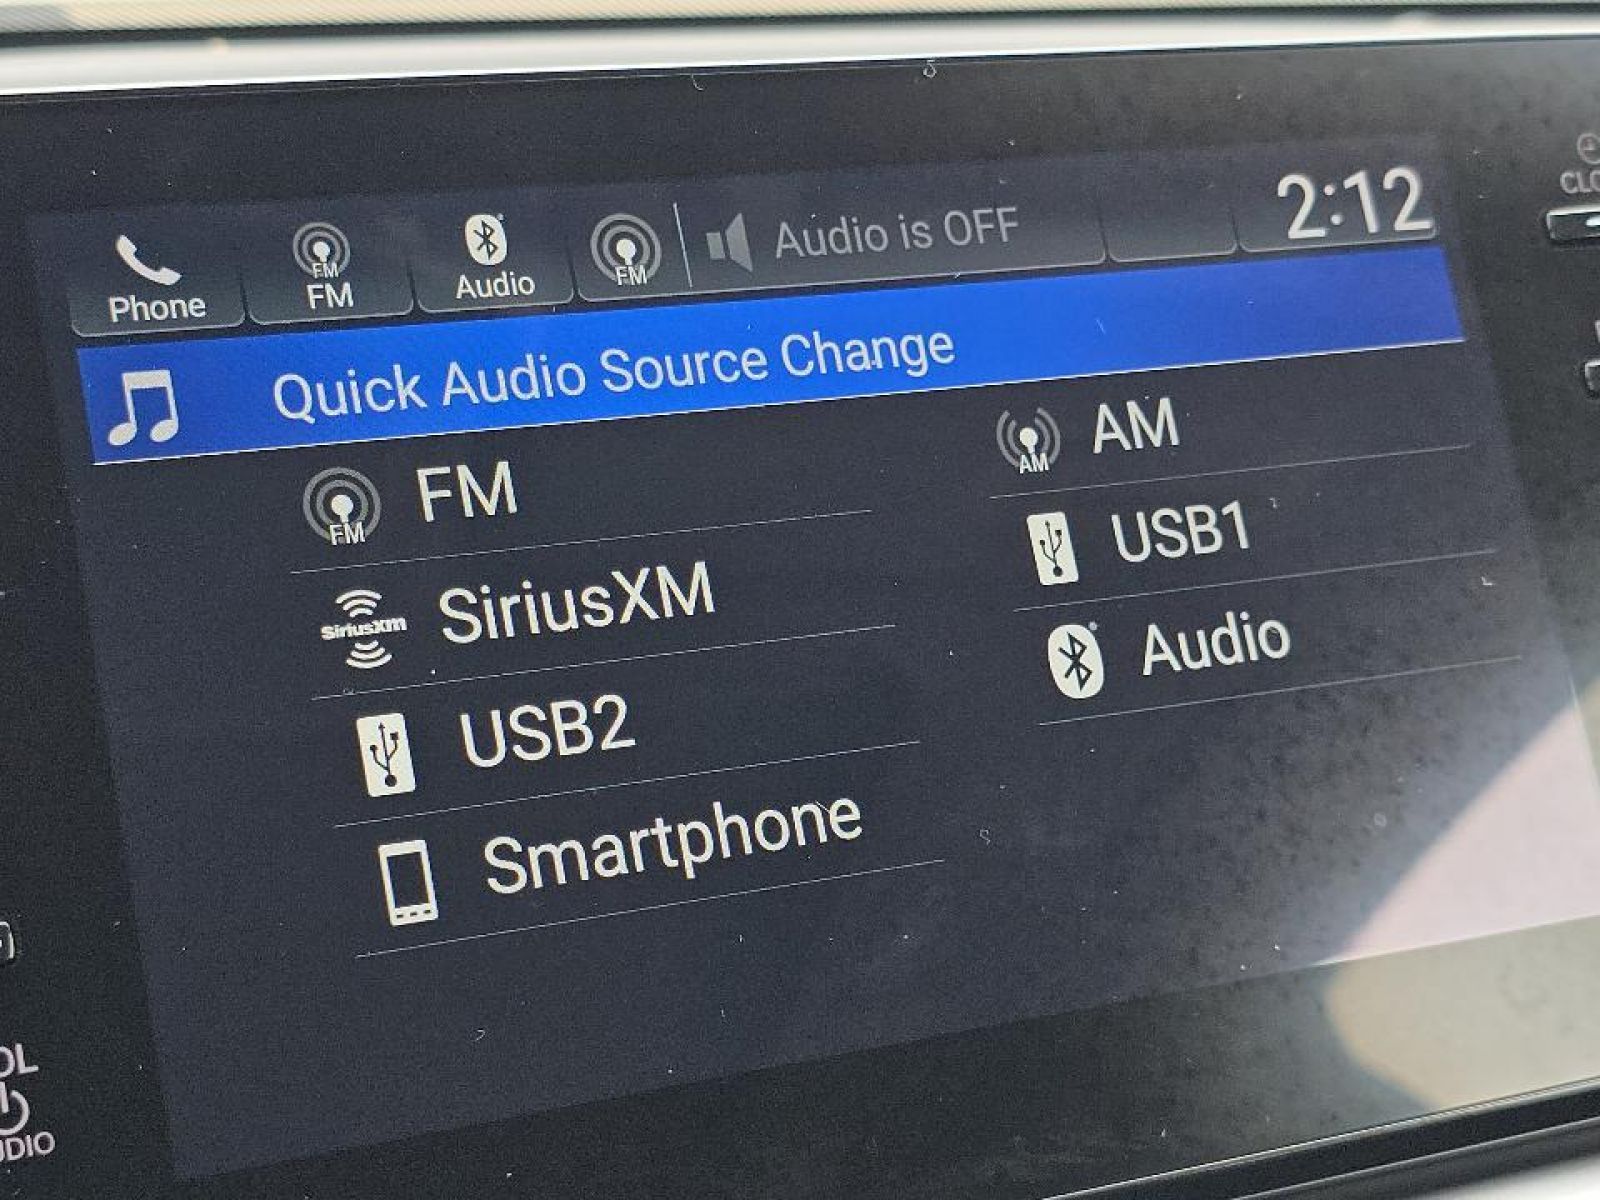 2:12
Phone
FM
FM
Audio
FM
Audio is OFF
Quick Audio Source Change
FM
FM
AM
AM
SiriusXM
SiriusXM
USB1
USB2
Audio
Smartphone